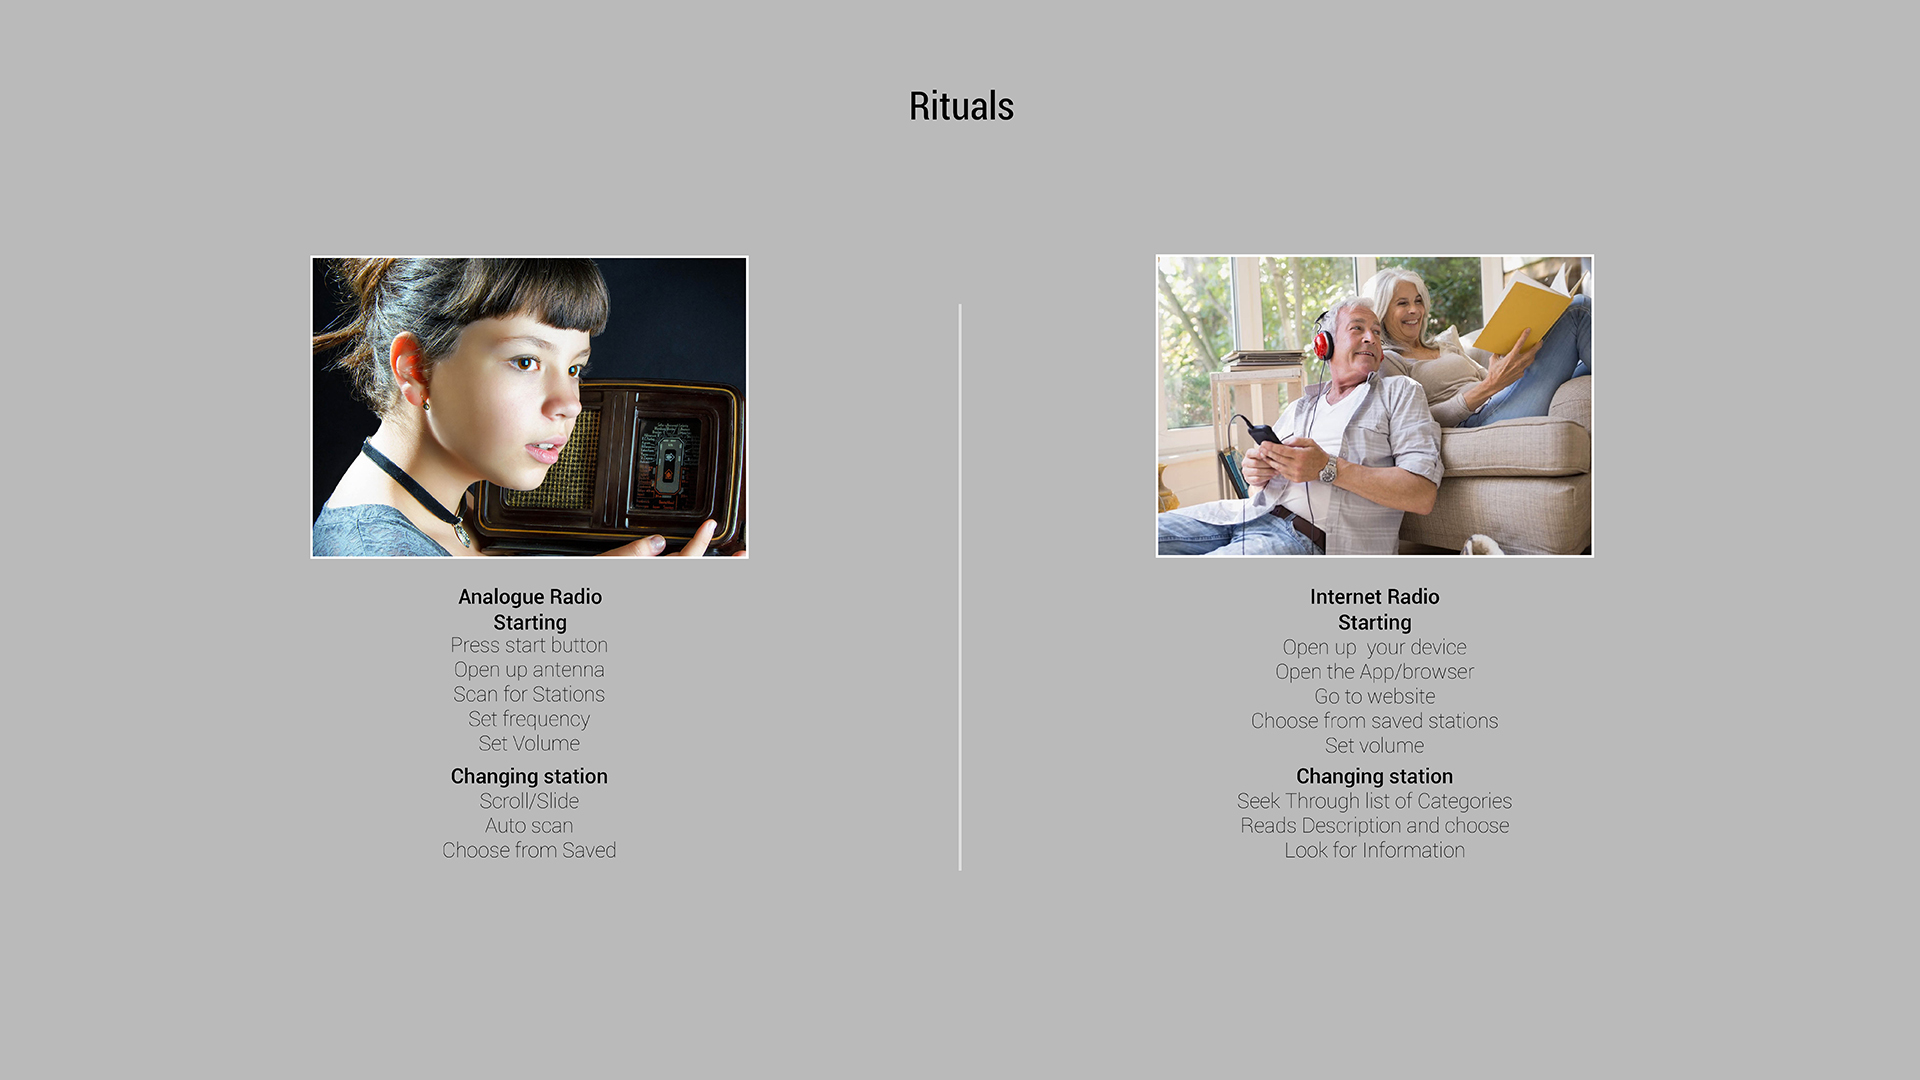 Rituals
Analogue Radio
Starting
Press start button
Open up antenna
Scan for Stations
Set frequency
Set Volume
Changing station
Scroll/Slide
Auto scan
Choose from Saved
Internet Radio
Starting
Open up  your device
Open the App/browser
Go to website
Choose from saved stations
Set volume
Changing station
Seek Through list of Categories
Reads Description and choose
Look for Information